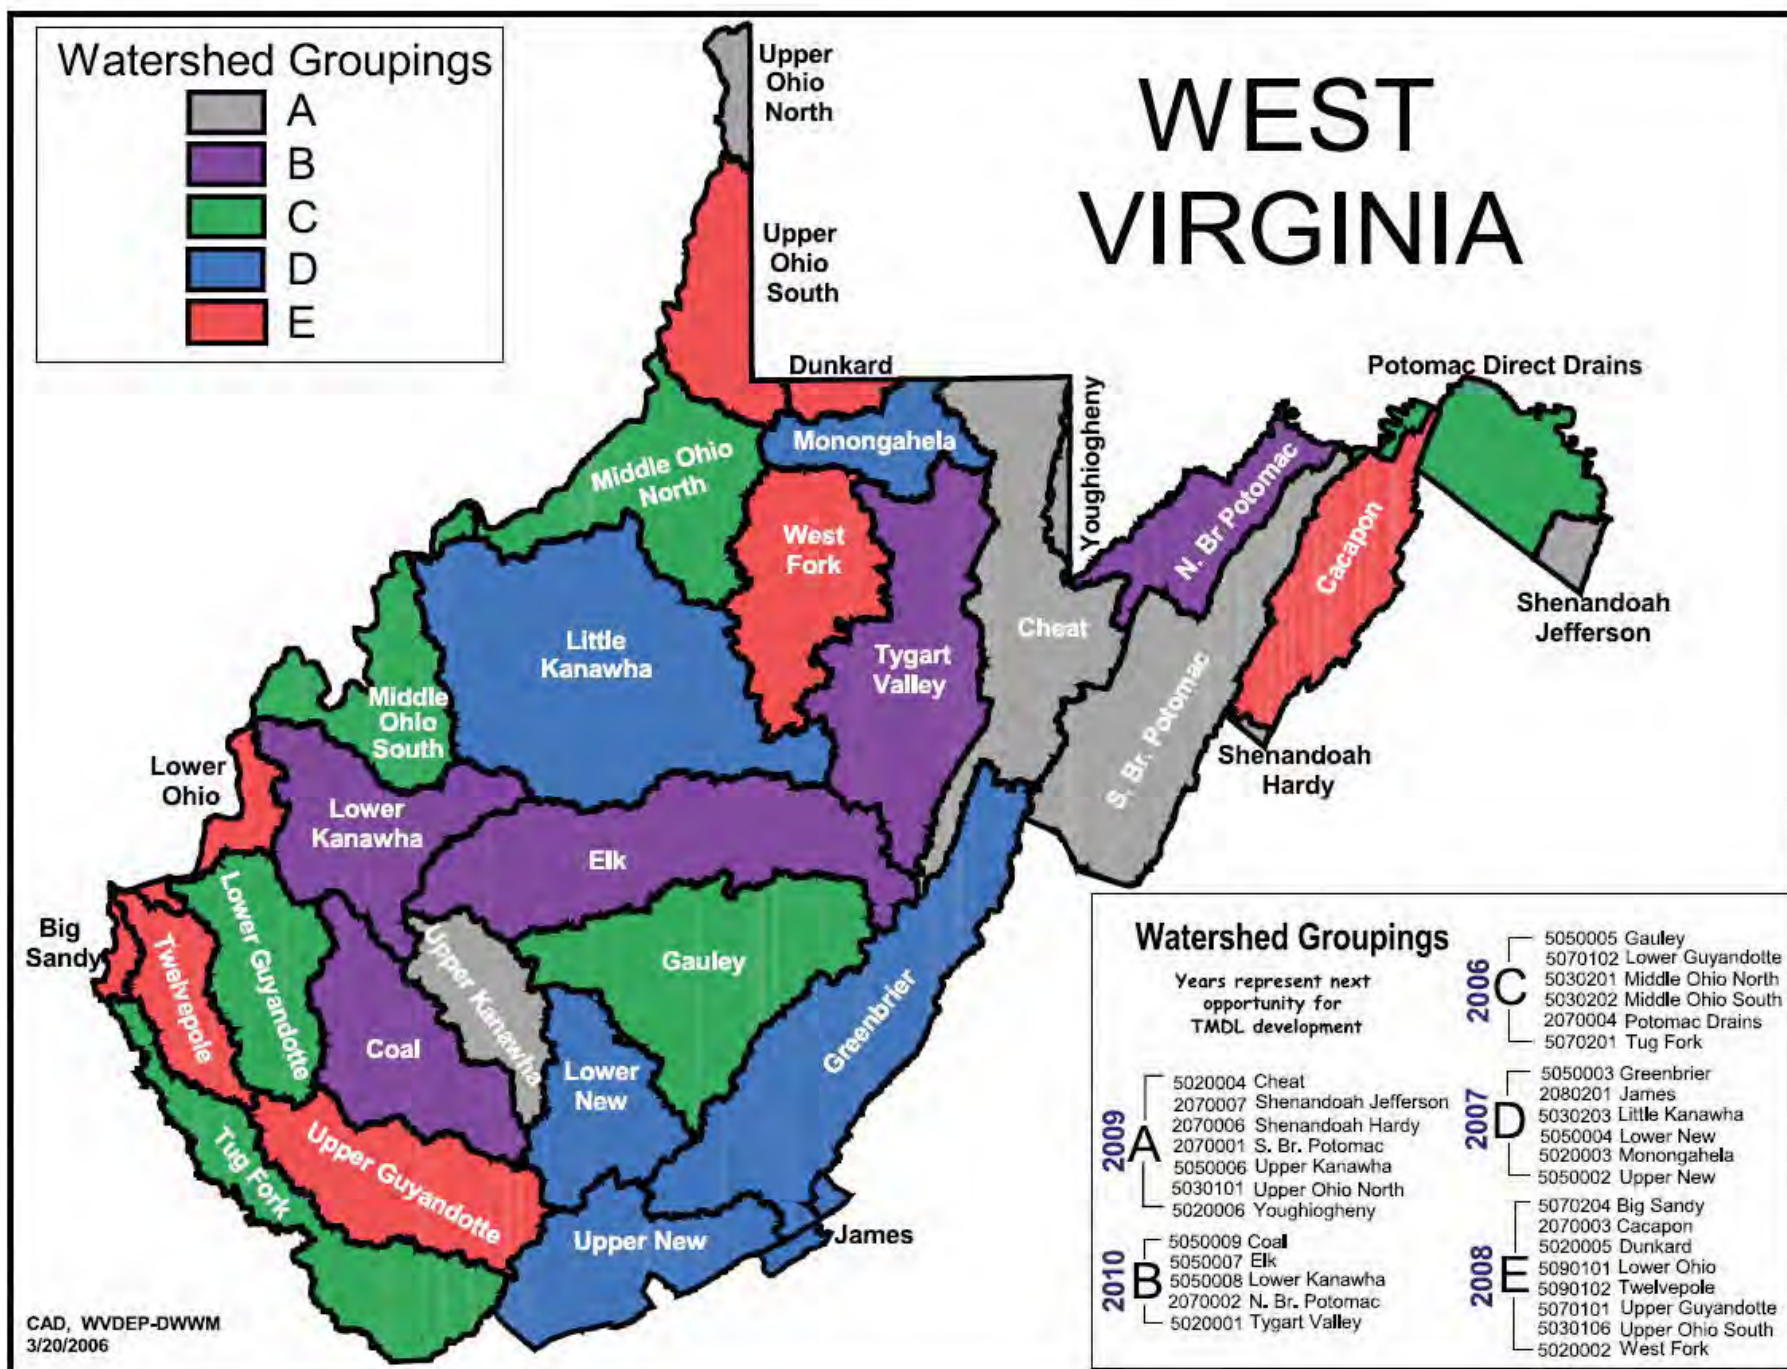 Watershed Groupings
A
B
C
D
E
WEST
VIRGINIA
Upper
Ohio
North
Upper
Ohio
South
Dunkard
Youghiogheny
Potomac Direct Drains
Monongahela
Middle Ohio
North
N. Br Potomac
West
Fork
Cacapon
Shenandoah
Jefferson
Cheat
Little
Kanawha
Tygart
Valley
Middle
Ohio
South
S. Br. Potomac
Shenandoah
Hardy
Lower
Ohio
Lower
Kanawha
Elk
Big
Sandy
Twelvepole
Lower Guyandotte
Upper Kanawha
Gauley
Greenbrier
Coal
Lower
New
Tug Fork
Upper Guyandotte
Upper New
James
CAD, WVDEP-DWWM
3/20/2006
Watershed Groupings
Years represent next
opportunity for
TMDL development
2009
A
5020004 Cheat
2070007 Shenandoah Jefferson
2070006 Shenandoah Hardy
2070001 S. Br. Potomac
5050006 Upper Kanawha
5030101 Upper Ohio North
5020006 Youghiogheny
2010
B
5050009 Coal
5050007 Elk
5050008 Lower Kanawha
2070002 N. Br. Potomac
5020001 Tygart Valley
2006
C
5050005 Gauley
5070102 Lower Guyandotte
5030201 Middle Ohio North
5030202 Middle Ohio South
2070004 Potomac Drains
5070201 Tug Fork
2007
D
5050003 Greenbrier
2080201 James
5030203 Little Kanawha
5050004 Lower New
5020003 Monongahela
5050002 Upper New
2008
E
5070204 Big Sandy
2070003 Cacapon
5020005 Dunkard
5090101 Lower Ohio
5090102 Twelvepole
5070101 Upper Guyandotte
5030106 Upper Ohio South
5020002 West Fork